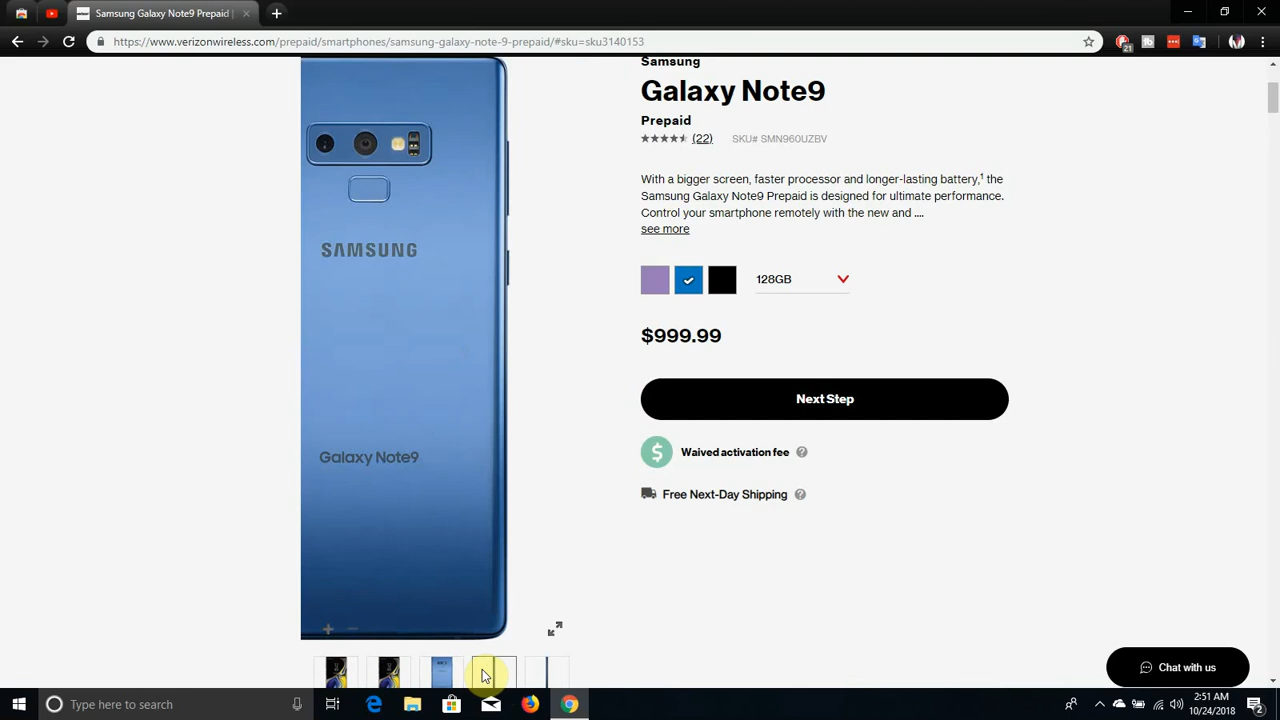 Samsung Galaxy Note9 Prepaid |
https://www.verizonwireless.com/prepaid/smartphones/samsung-galaxy-note-9-prepaid/#sku=sku3140153
21
Samsung
Galaxy Note9
Prepaid
(22) SKU# SMN960UZBV
With a bigger screen, faster processor and longer-lasting battery,¹ the
Samsung Galaxy Note9 Prepaid is designed for ultimate performance.
Control your smartphone remotely with the new and ....
see more
128GB
$999.99
Next Step
$ Waived activation fee ?
Free Next-Day Shipping ?
SAMSUNG
Galaxy Note9
Chat with us
Type here to search
2:51 AM
10/24/2018
2